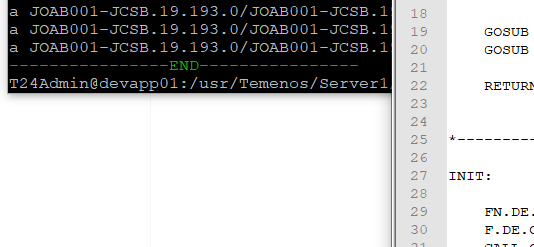 a JOAB001-JCSB.19.193.0/JOAB001-JCSB.
a JOAB001-JCSB.19.193.0/JOAB001-JCSB.1
a JOAB001-JCSB.19.193.0/JOAB001-JCSB.1
----------------END----------------
T24Admin@devapp01:/usr/Temenos/Server1/
18
19 GOSUB
20 GOSUB
21
22 RETURN
23
24
25 *---------
26
27 INIT:
28
29 FN.DE.
30 F.DE.
31